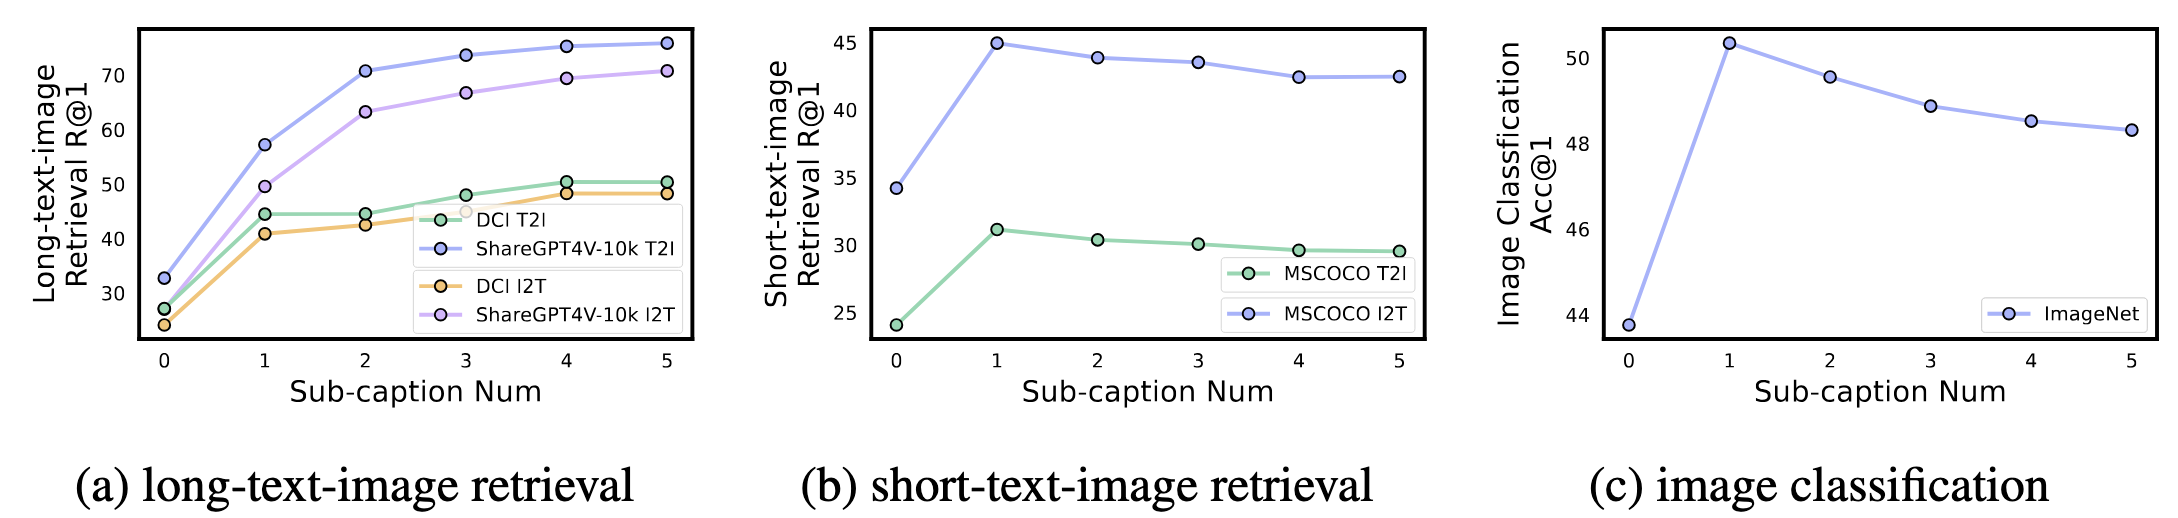 Long-text-image
Retrieval R@1
70
60
50
40
30
DCI T2I
ShareGPT4V-10k T2I
DCI I2T
ShareGPT4V-10k I2T
0 1 2 3 4 5
Sub-caption Num
(a) long-text-image retrieval
Short-text-image
Retrieval R@1
45
40
35
30
25
MSCOCO T2I
MSCOCO I2T
0 1 2 3 4 5
Sub-caption Num
(b) short-text-image retrieval
Image Classfication
Acc@1
50
48
46
44
ImageNet
0 1 2 3 4 5
Sub-caption Num
(c) image classification